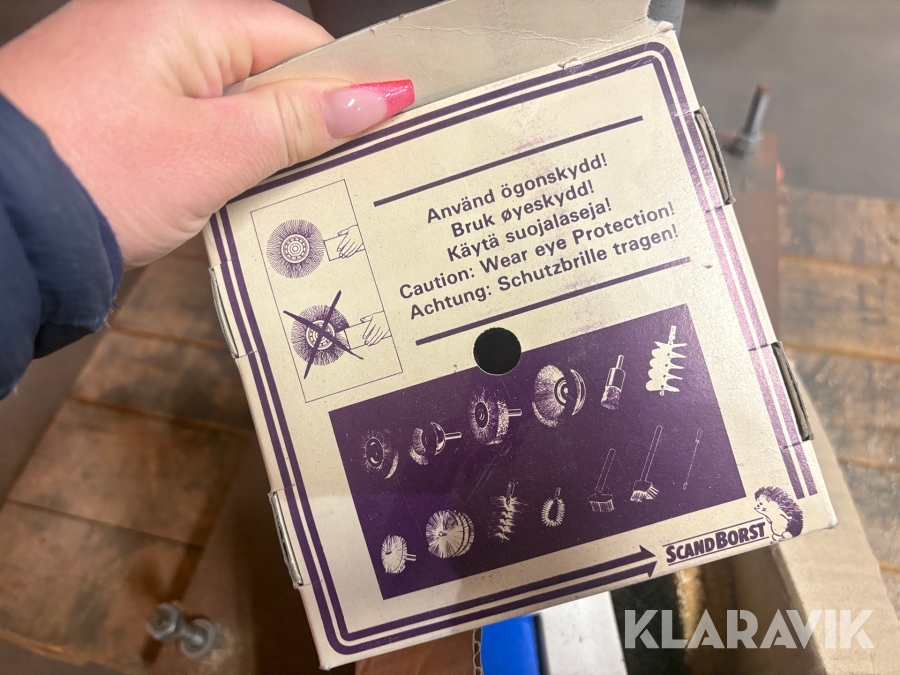 Använd ögonskydd!
Bruk øyeskydd!
Käytä suojalaseja!
Caution: Wear eye Protection!
Achtung: Schutzbrille tragen!
SCANDBORST
KLARAVIK